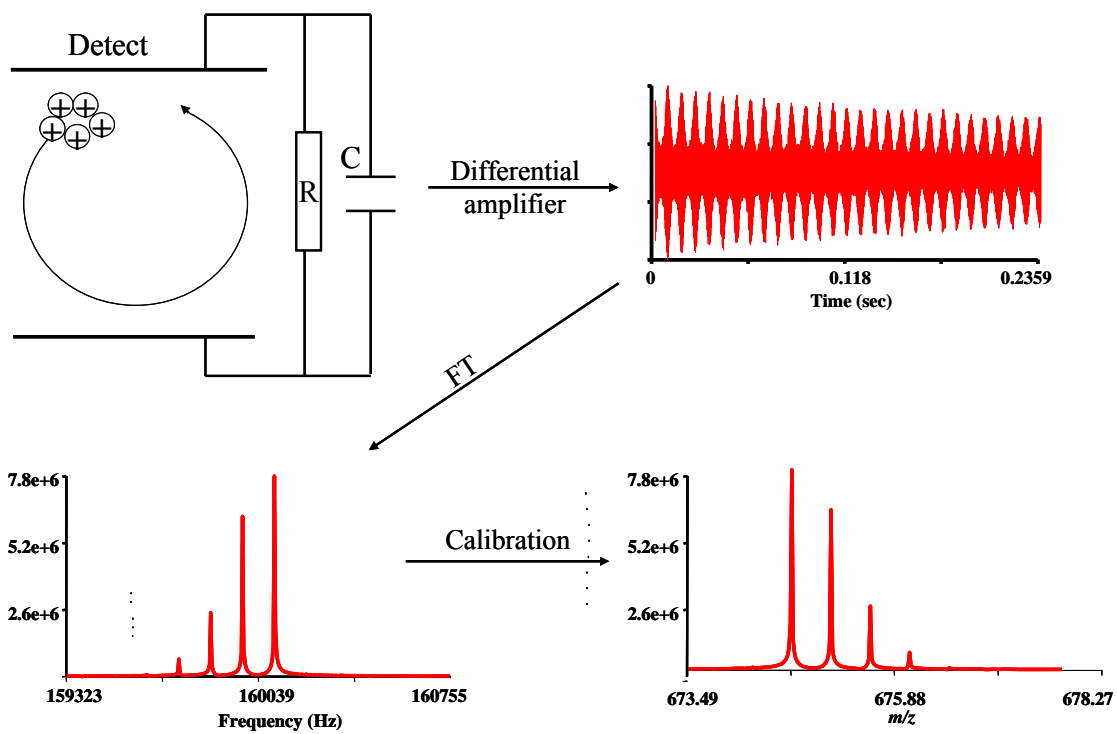 Detect
+ +
+ + +
R
C
Differential
amplifier
0 0.118 0.2359
Time (sec)
FT
7.8e+6
5.2e+6
2.6e+6
159323 160039 160755
Frequency (Hz)
Calibration
7.8e+6
5.2e+6
2.6e+6
673.49 675.88 678.27
m/z